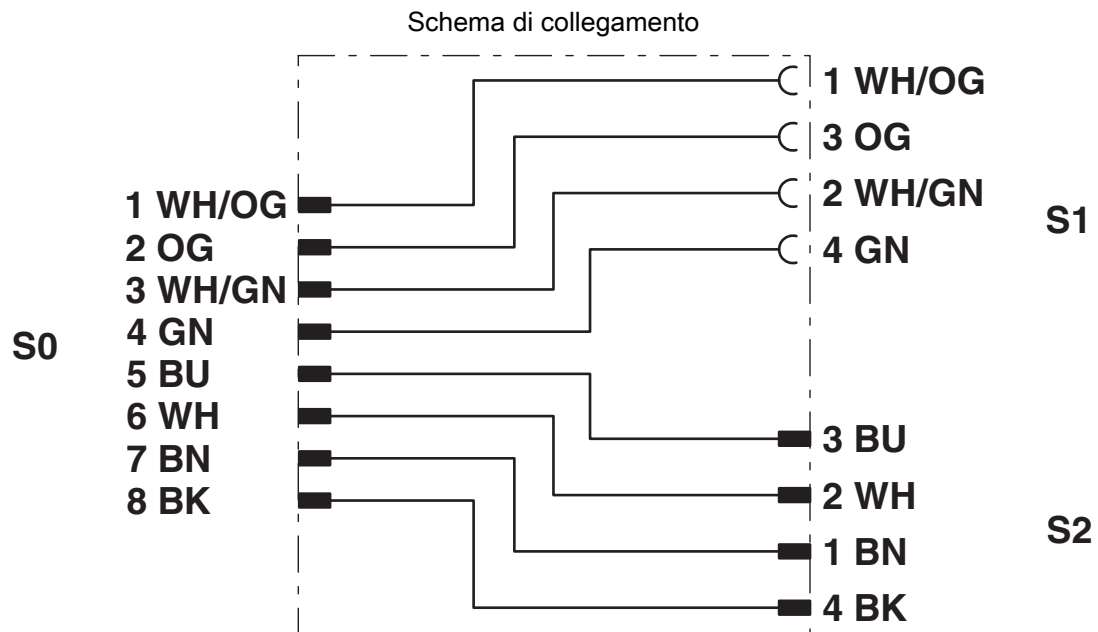 Schema di collegamento
S0
1 WH/OG
2 OG
3 WH/GN
4 GN
5 BU
6 WH
7 BN
8 BK
1 WH/OG
3 OG
2 WH/GN
4 GN
S1
3 BU
2 WH
1 BN
4 BK
S2